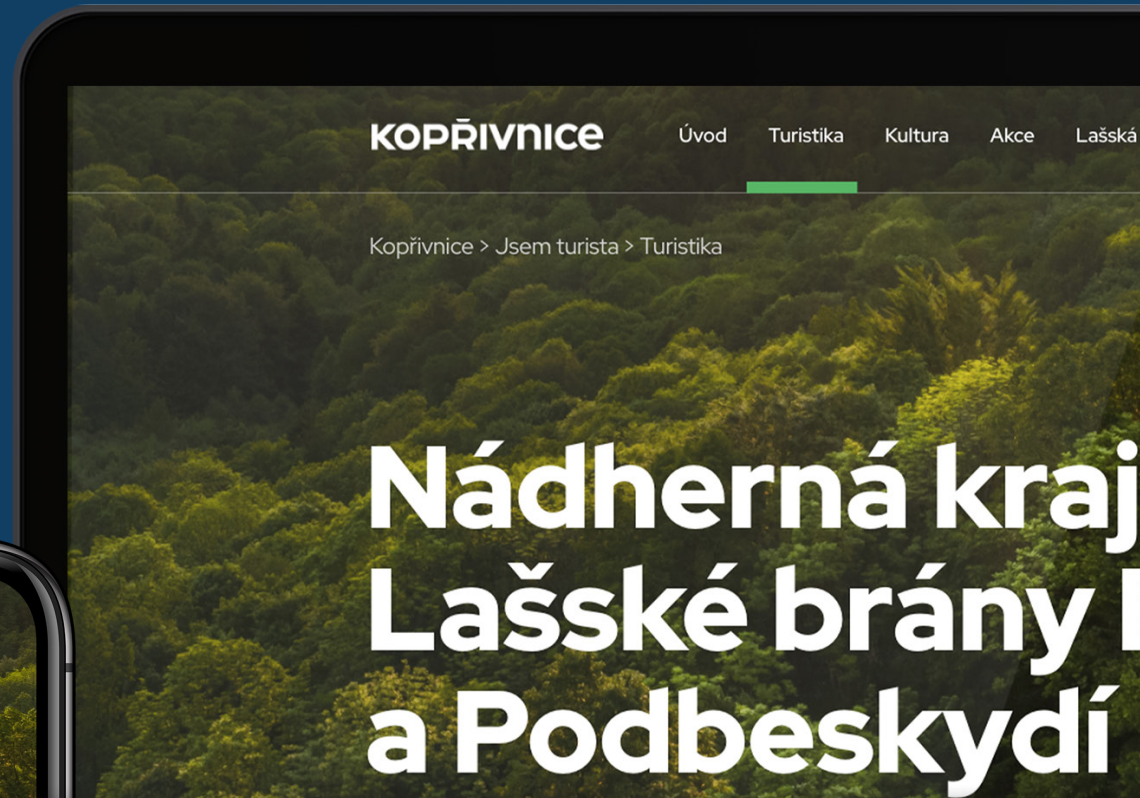 KOPŘIVNICE
Úvod
Turistika
Kultura
Akce
Lašská
Kopřivnice > Jsem turista > Turistika
Nádherná kraj
Lašské brány
a Podbeskydí